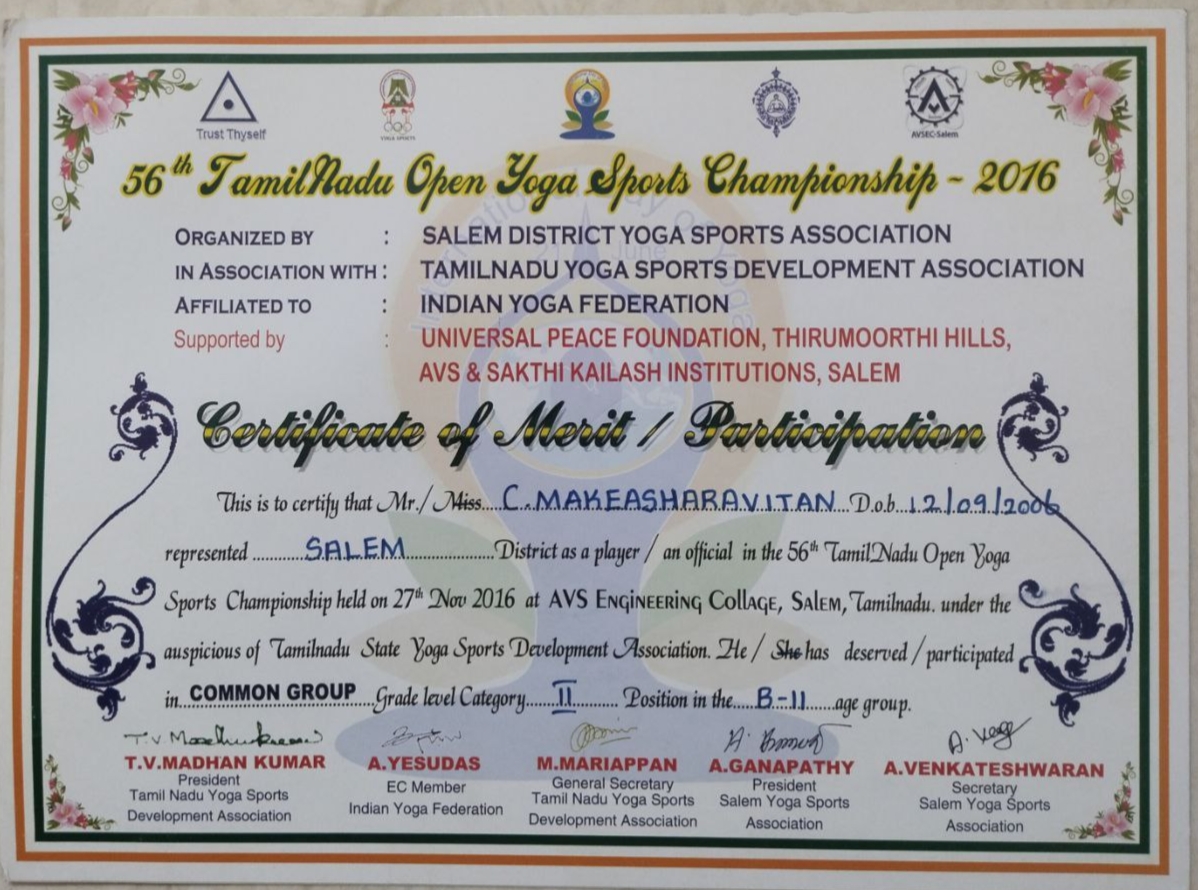 Trust Thyself
YOGA SPORTS
AVSEC-Salem
56th TamilNadu Open Yoga Sports Championship - 2016
ORGANIZED BY : SALEM DISTRICT YOGA SPORTS ASSOCIATION
IN ASSOCIATION WITH : TAMILNADU YOGA SPORTS DEVELOPMENT ASSOCIATION
AFFILIATED TO : INDIAN YOGA FEDERATION
Supported by : UNIVERSAL PEACE FOUNDATION, THIRUMOORTHI HILLS,
AVS & SAKTHI KAILASH INSTITUTIONS, SALEM
Certificate of Merit / Participation
This is to certify that Mr./ Miss.... C. MAKEASHARAVITAN D.o.b. 12/09/2006
represented ............ SALEM ............ District as a player / an official in the 56th TamilNadu Open Yoga
Sports Championship held on 27th Nov 2016 at AVS ENGINEERING COLLAGE, SALEM, Tamilnadu. under the
auspicious of Tamilnadu State Yoga Sports Development Association. He / She has deserved / participated
in.. COMMON GROUP ....Grade level Category..... II ....... Position in the..... B-11 ......age group.
T.V.MADHAN KUMAR
President
Tamil Nadu Yoga Sports
Development Association
A.YESUDAS
EC Member
Indian Yoga Federation
M.MARIAPPAN
General Secretary
Tamil Nadu Yoga Sports
Development Association
A.GANAPATHY
President
Salem Yoga Sports
Association
A.VENKATESHWARAN
Secretary
Salem Yoga Sports
Association